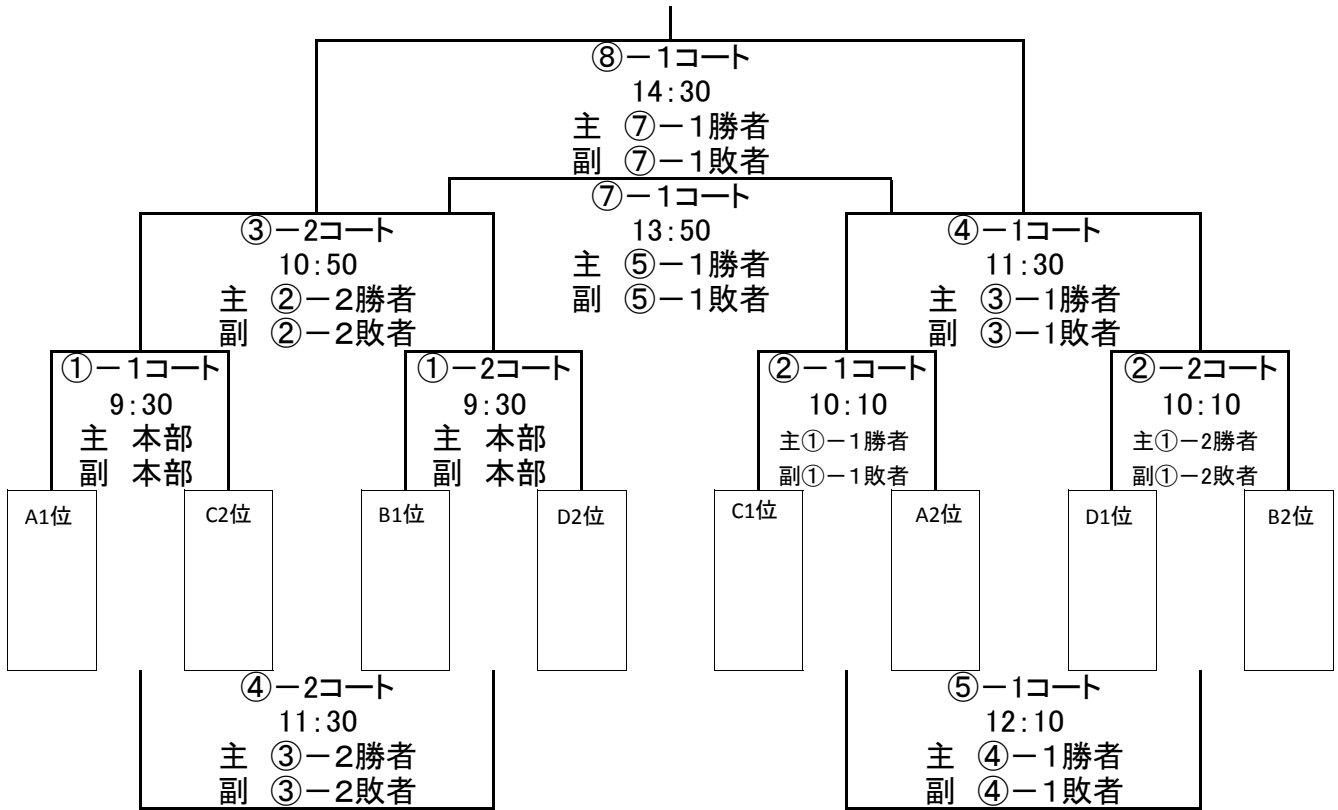 ⑧－１コート
14：30
主　⑦－１勝者
副　⑦－１敗者
⑦－１コート
13：50
主　⑤－１勝者
副　⑤－１敗者
③－2コート
10：50
主　②－２勝者
副　②－２敗者
④－1コート
11：30
主　③－1勝者
副　③－1敗者
①－１コート
9：30
主　本部
副　本部
①－2コート
9：30
主　本部
副　本部
②－１コート
10：10
主①－１勝者
副①－１敗者
②－2コート
10：10
主①－2勝者
副①－2敗者
A1位
C2位
B1位
D2位
C1位
A2位
D1位
B2位
④－2コート
11：30
主　③－２勝者
副　③－２敗者
⑤－1コート
12：10
主　④－１勝者
副　④－１敗者